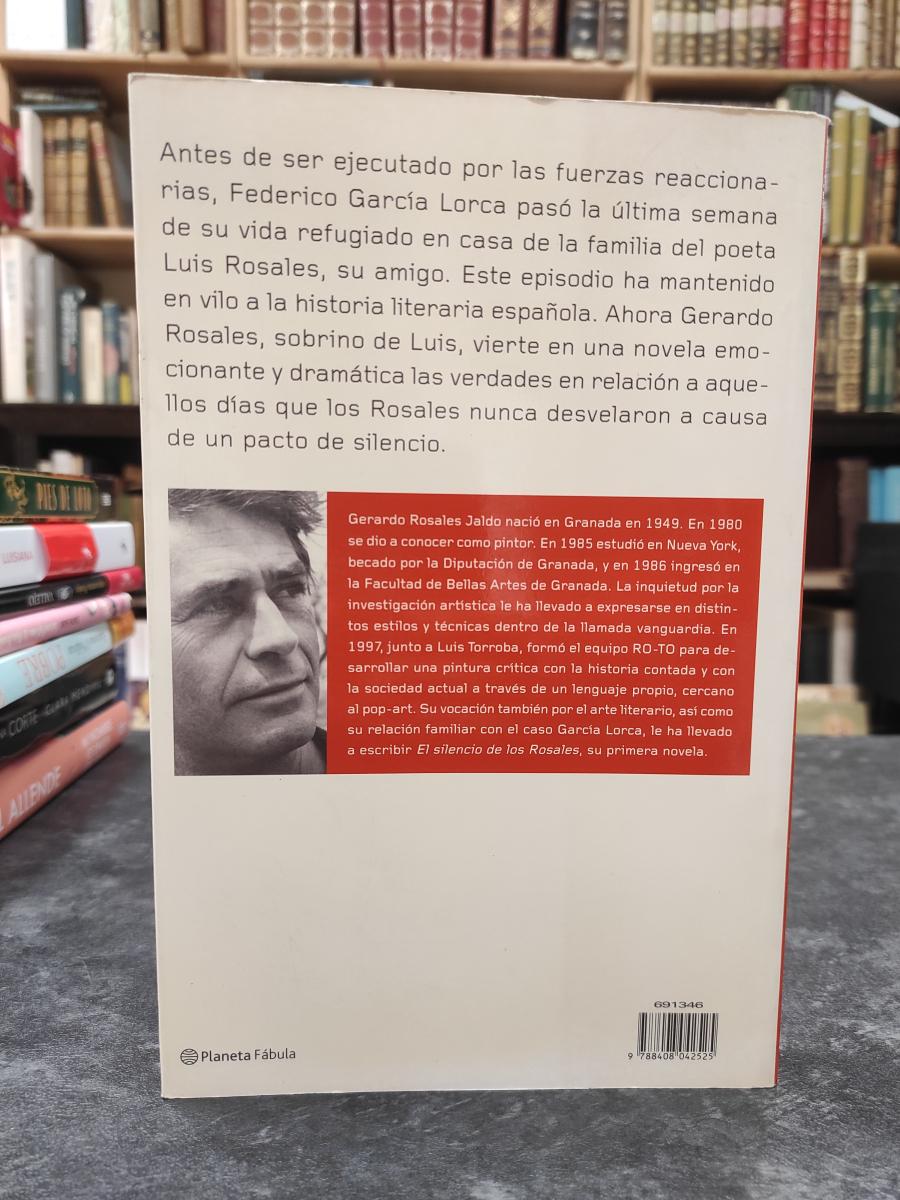 Antes de ser ejecutado por las fuerzas reacciona-
rias, Federico García Lorca pasó la última semana
de su vida refugiado en casa de la familia del poeta
Luis Rosales, su amigo. Este episodio ha mantenido
en vilo a la historia literaria española. Ahora Gerardo
Rosales, sobrino de Luis, vierte en una novela emo-
cionante y dramática las verdades en relación a aque-
llos días que los Rosales nunca desvelaron a causa
de un pacto de silencio.
Gerardo Rosales Jaldo nació en Granada en 1949. En 1980
se dio a conocer como pintor. En 1985 estudió en Nueva York,
becado por la Diputación de Granada, y en 1986 ingresó en
la Facultad de Bellas Artes de Granada. La inquietud por la
investigación artística le ha llevado a expresarse en distin-
tos estilos y técnicas dentro de la llamada vanguardia. En
1997, junto a Luis Torroba, formó el equipo RO-TO para de-
sarrollar una pintura crítica con la historia contada y con
la sociedad actual a través de un lenguaje propio, cercano
al pop-art. Su vocación también por el arte literario, así como
su relación familiar con el caso García Lorca, le ha llevado
a escribir El silencio de los Rosales, su primera novela.
691346
9 788408 042525
Planeta Fábula
PIES DE LOTO
LUSIANA
POBRE
CORTE CLARA
ALLENDE